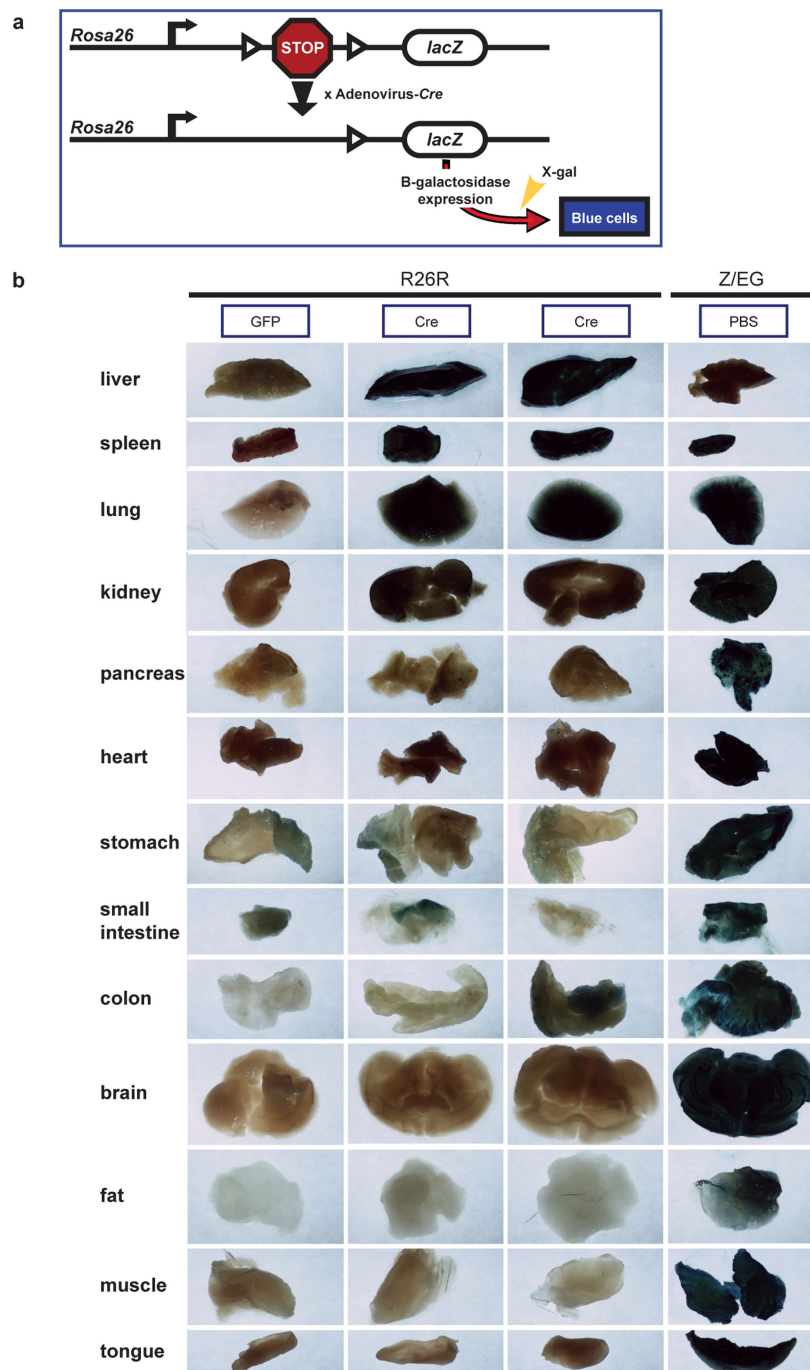 a
Rosa26
STOP
lacZ
x Adenovirus-Cre
Rosa26
lacZ
B-galactosidase
expression
X-gal
Blue cells
b
R26R
Z/EG
GFP
Cre
Cre
PBS
liver
spleen
lung
kidney
pancreas
heart
stomach
small
intestine
colon
brain
fat
muscle
tongue